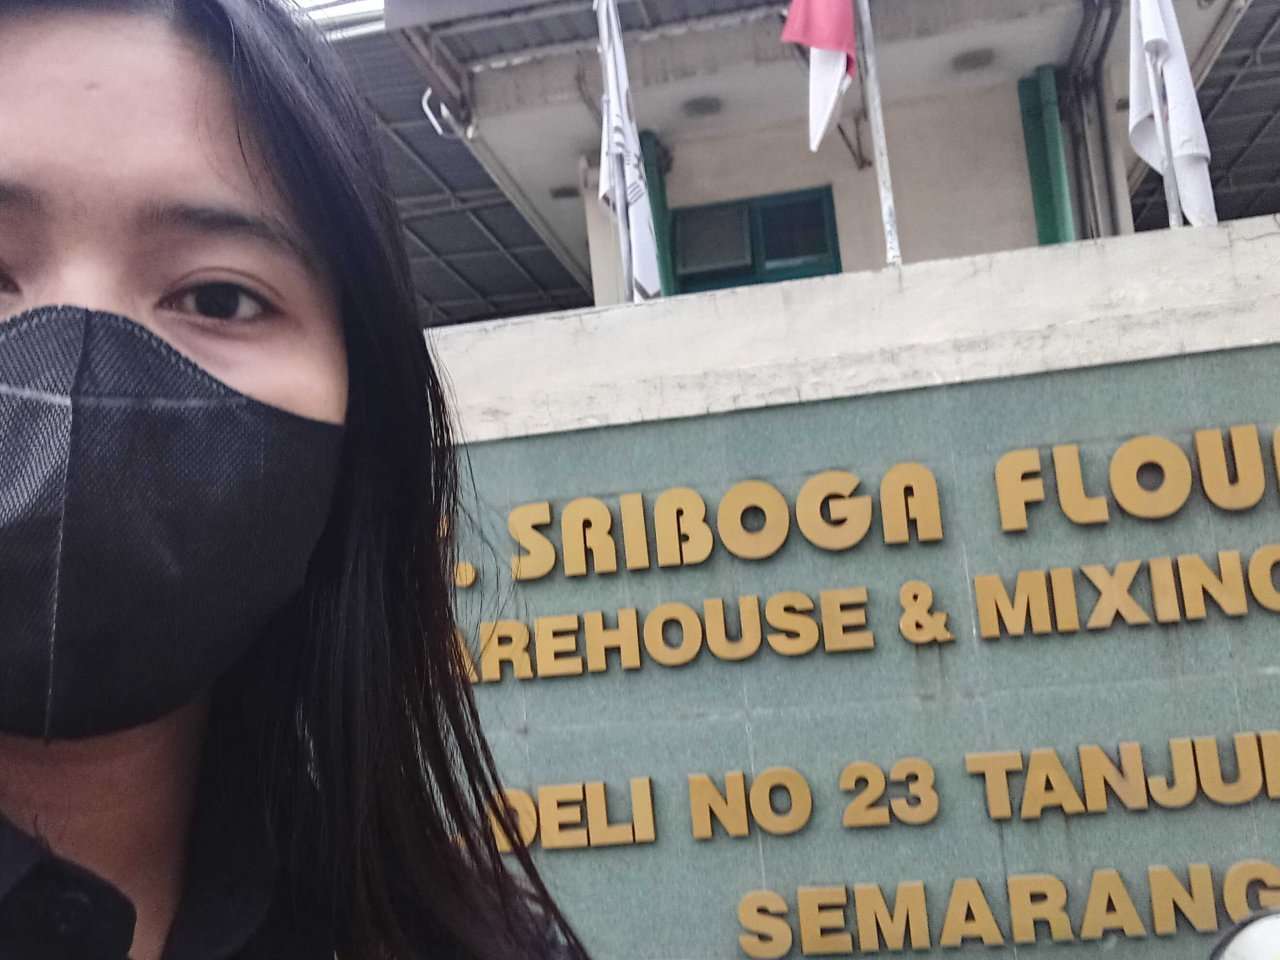 . SRIBOGA FLOU
AREHOUSE & MIXING
DELI NO 23 TANJU
SEMARANG